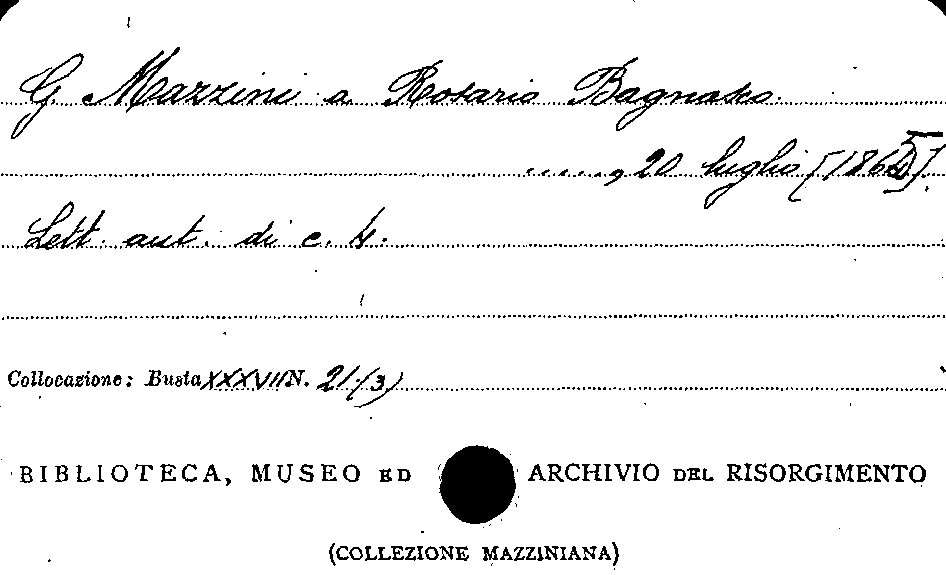 G. Mazzini a Rosario Bagnasco.
....., 20 luglio [1865].
Lett. aut. di c. 4.
Collocazione: Busta XXXVII N. 21 (3)
BIBLIOTECA, MUSEO ED ARCHIVIO DEL RISORGIMENTO
(COLLEZIONE MAZZINIANA)